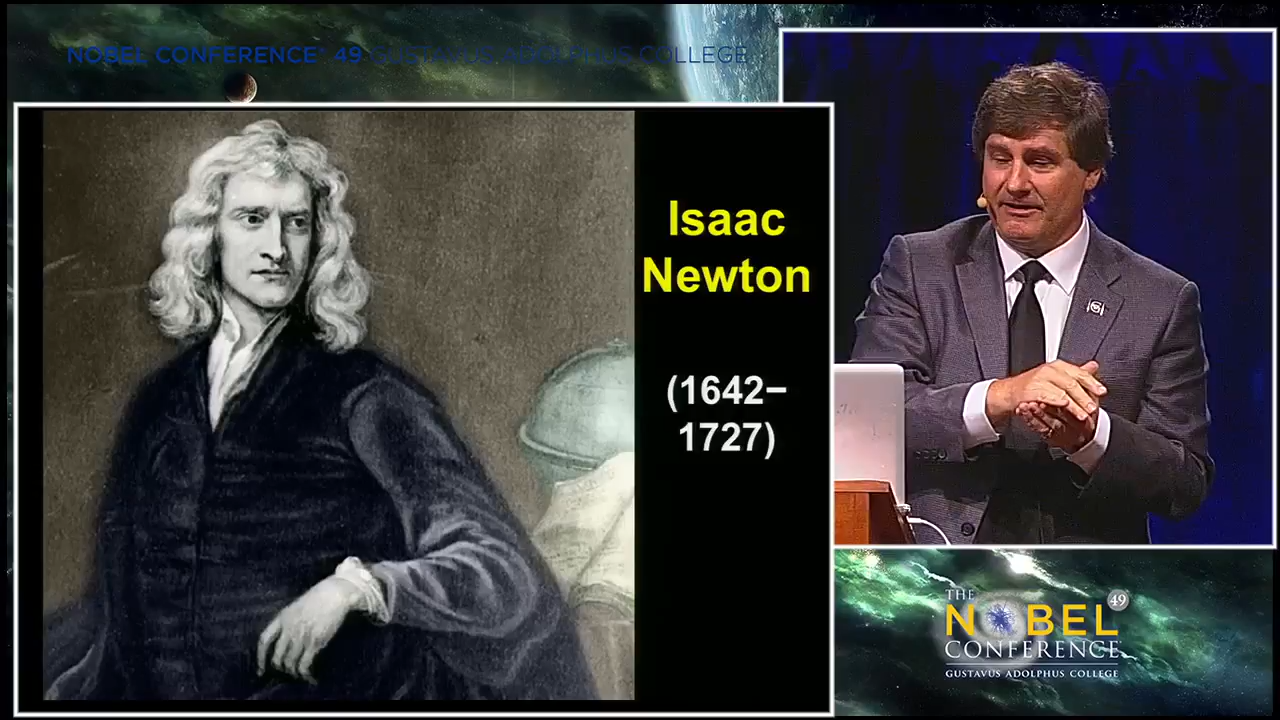 NOBEL CONFERENCE® 49 GUSTAVUS ADOLPHUS COLLEGE
Isaac
Newton
(1642–
1727)
THE
NOBEL 49
CONFERENCE
GUSTAVUS ADOLPHUS COLLEGE